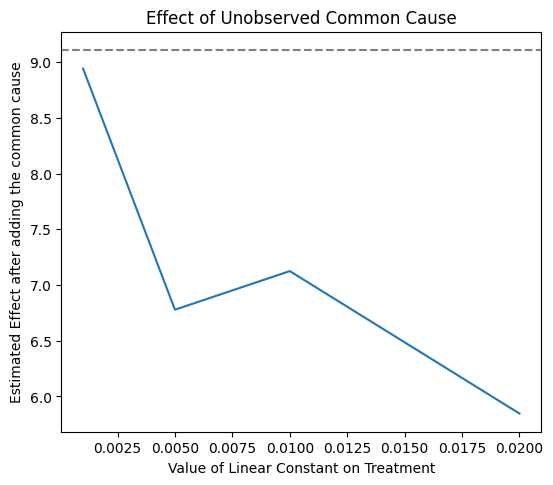 Effect of Unobserved Common Cause
Estimated Effect after adding the common cause
9.0
8.5
8.0
7.5
7.0
6.5
6.0
0.0025 0.0050 0.0075 0.0100 0.0125 0.0150 0.0175 0.0200
Value of Linear Constant on Treatment